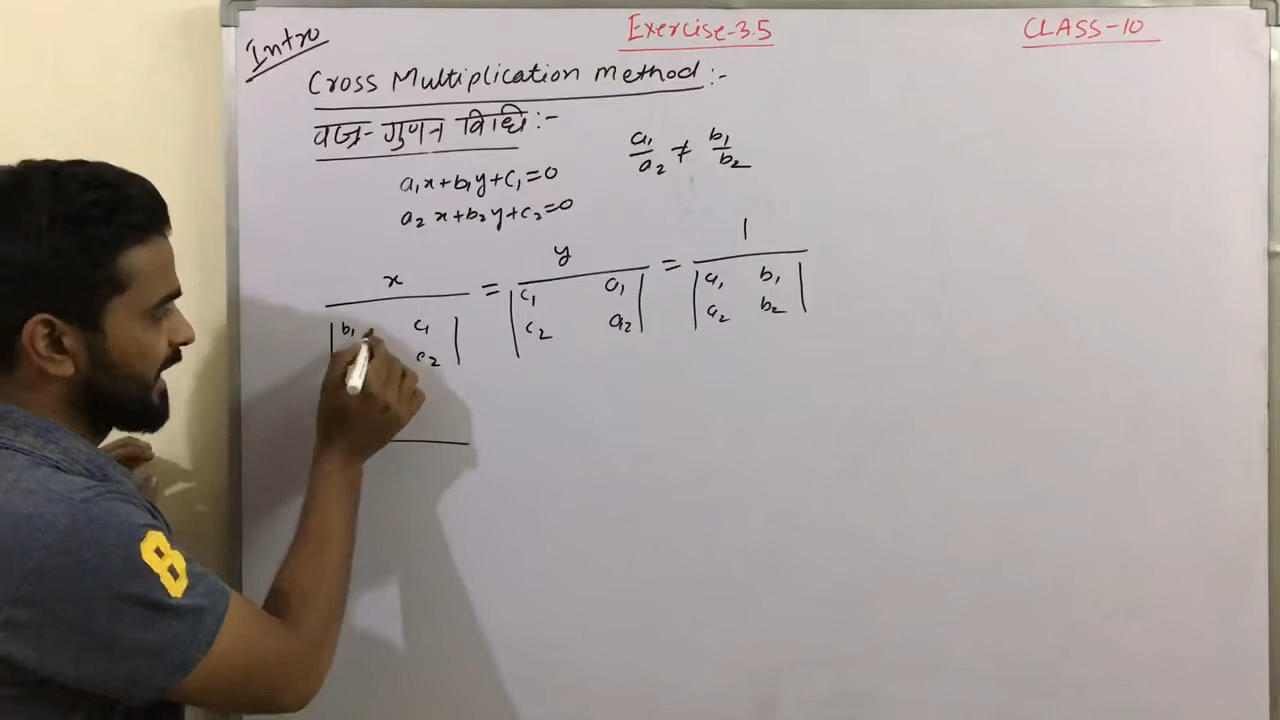 Intro
Exercise-3.5
CLASS-10
Cross Multiplication method:-
वज्र-गुणन विधि:-
a₁x+b₁y+c₁=0
a₂x+b₂y+c₂=0
a₁/a₂ ≠ b₁/b₂
x = y = 1
b₁ c₁ c₁ a₁ a₁ b₁
c₂ c₂ a₂ a₂ b₂
8